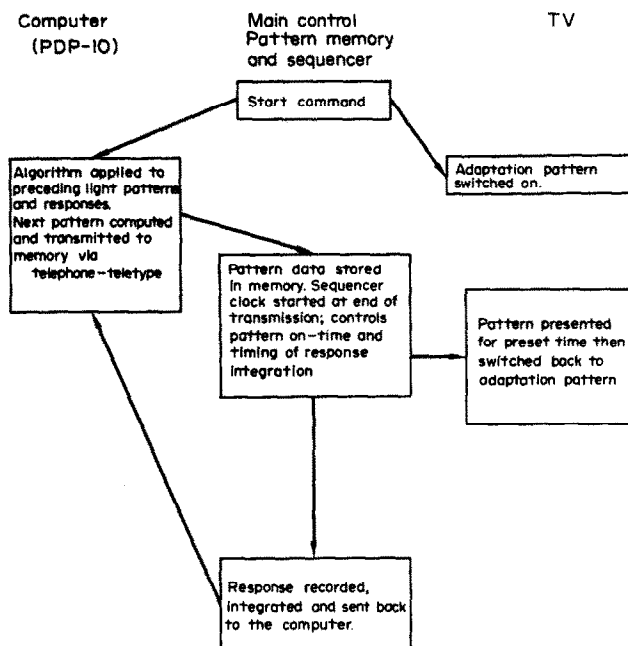 Computer
(PDP-10)
Main control
Pattern memory
and sequencer
TV
Start command
Algorithm applied to
preceding light patterns
and responses.
Next pattern computed
and transmitted to
memory via
telephone-teletype
Adaptation pattern
switched on.
Pattern data stored
in memory. Sequencer
clock started at end of
transmission; controls
pattern on-time and
timing of response
integration
Pattern presented
for preset time then
switched back to
adaptation pattern
Response recorded,
integrated and sent back
to the computer.